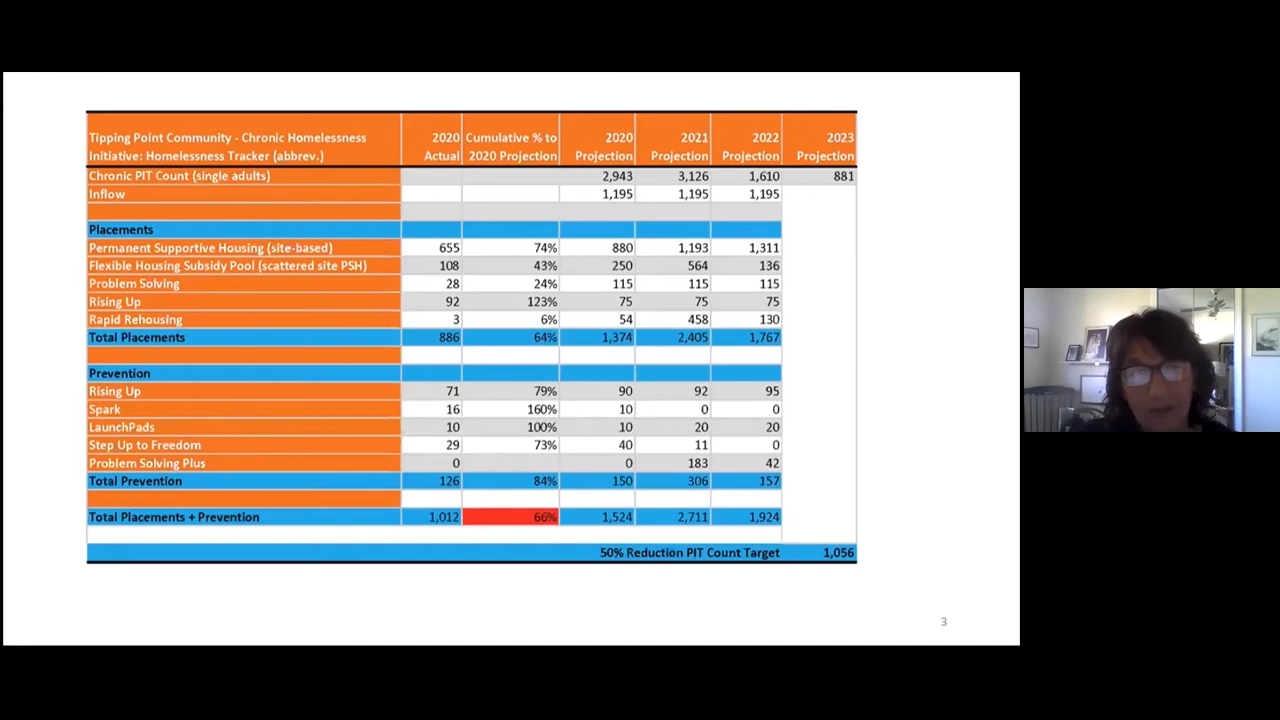 Tipping Point Community - Chronic Homelessness Initiative: Homelessness Tracker (abbrev.) 2020 Actual Cumulative % to 2020 Projection 2020 Projection 2021 Projection 2022 Projection 2023 Projection
Chronic PIT Count (single adults) 2,943 3,126 1,610 881
Inflow 1,195 1,195 1,195
Placements
Permanent Supportive Housing (site-based) 655 74% 880 1,193 1,311
Flexible Housing Subsidy Pool (scattered site PSH) 108 43% 250 564 136
Problem Solving 28 24% 115 115 115
Rising Up 92 123% 75 75 75
Rapid Rehousing 3 6% 54 458 130
Total Placements 886 64% 1,374 2,405 1,767
Prevention
Rising Up 71 79% 90 92 95
Spark 16 160% 10 0 0
LaunchPads 10 100% 10 20 20
Step Up to Freedom 29 73% 40 11 0
Problem Solving Plus 0 0 183 42
Total Prevention 126 84% 150 306 157
Total Placements + Prevention 1,012 66% 1,524 2,711 1,924
50% Reduction PIT Count Target 1,056
3